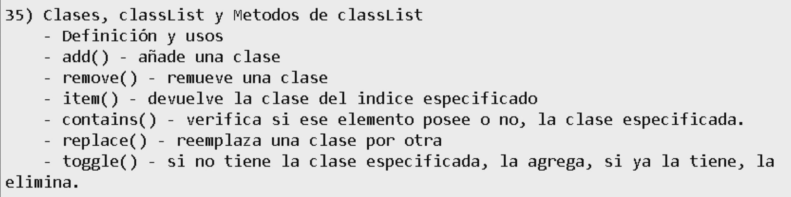 35) Clases, classList y Metodos de classList
- Definición y usos
- add() - añade una clase
- remove() - remueve una clase
- item() - devuelve la clase del indice especificado
- contains() - verifica si ese elemento posee o no, la clase especificada.
- replace() - reemplaza una clase por otra
- toggle() - si no tiene la clase especificada, la agrega, si ya la tiene, la
elimina.